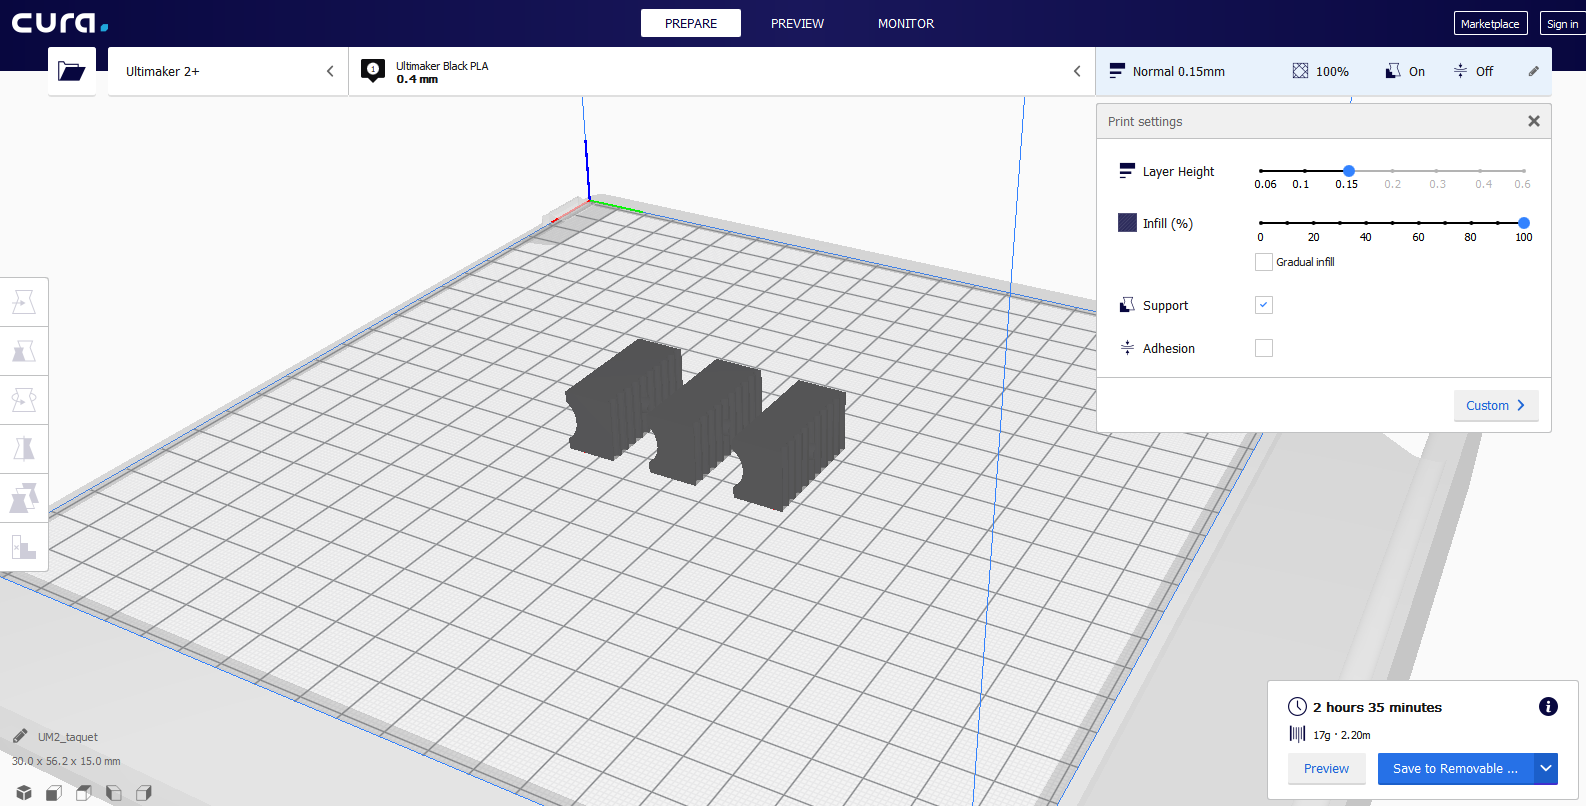 cura.
PREPARE PREVIEW MONITOR
Marketplace Sign in
Ultimaker 2+
1 Ultimaker Black PLA
0.4 mm
Normal 0.15mm 100% On Off
Print settings
Layer Height
0.06 0.1 0.15 0.2 0.3 0.4 0.6
Infill (%)
0 20 40 60 80 100
Gradual infill
Support
Adhesion
Custom
UM2_taquet
30.0 x 56.2 x 15.0 mm
2 hours 35 minutes
17g · 2.20m
Preview Save to Removable ...